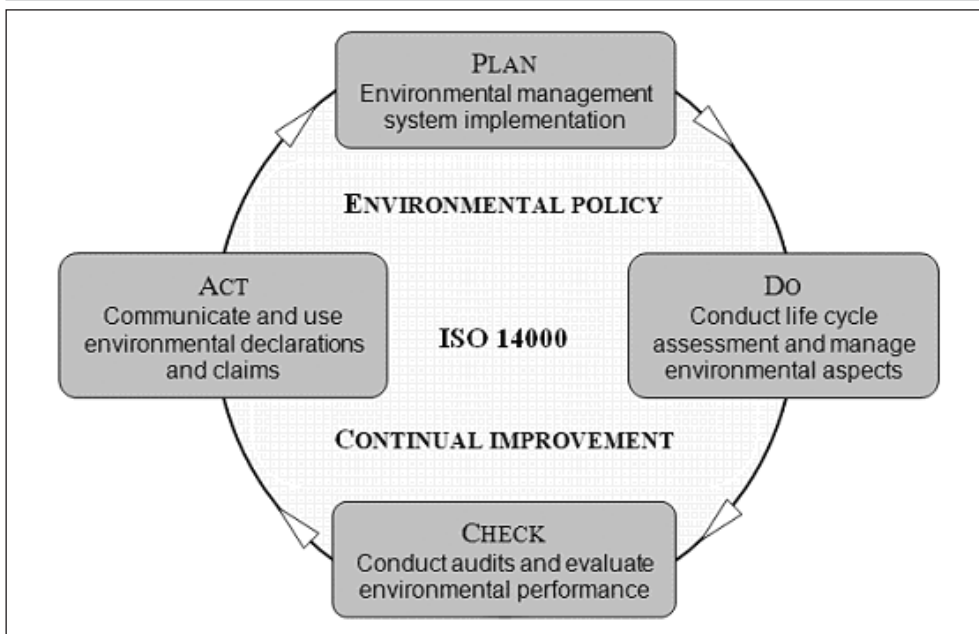 PLAN
Environmental management
system implementation
ENVIRONMENTAL POLICY
ACT
Communicate and use
environmental declarations
and claims
ISO 14000
DO
Conduct life cycle
assessment and manage
environmental aspects
CONTINUAL IMPROVEMENT
CHECK
Conduct audits and evaluate
environmental performance